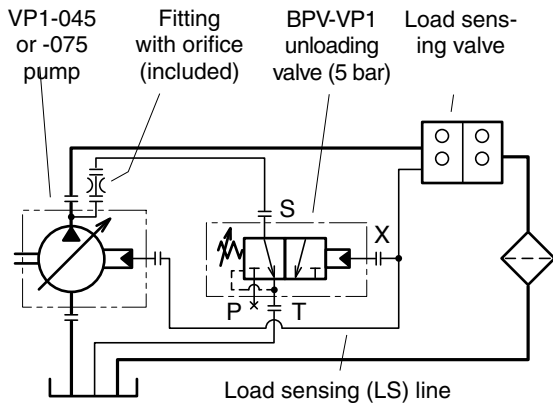 VP1-045
or -075
pump
Fitting
with orifice
(included)
BPV-VP1
unloading
valve (5 bar)
Load sens-
ing valve
S
X
P
T
Load sensing (LS) line